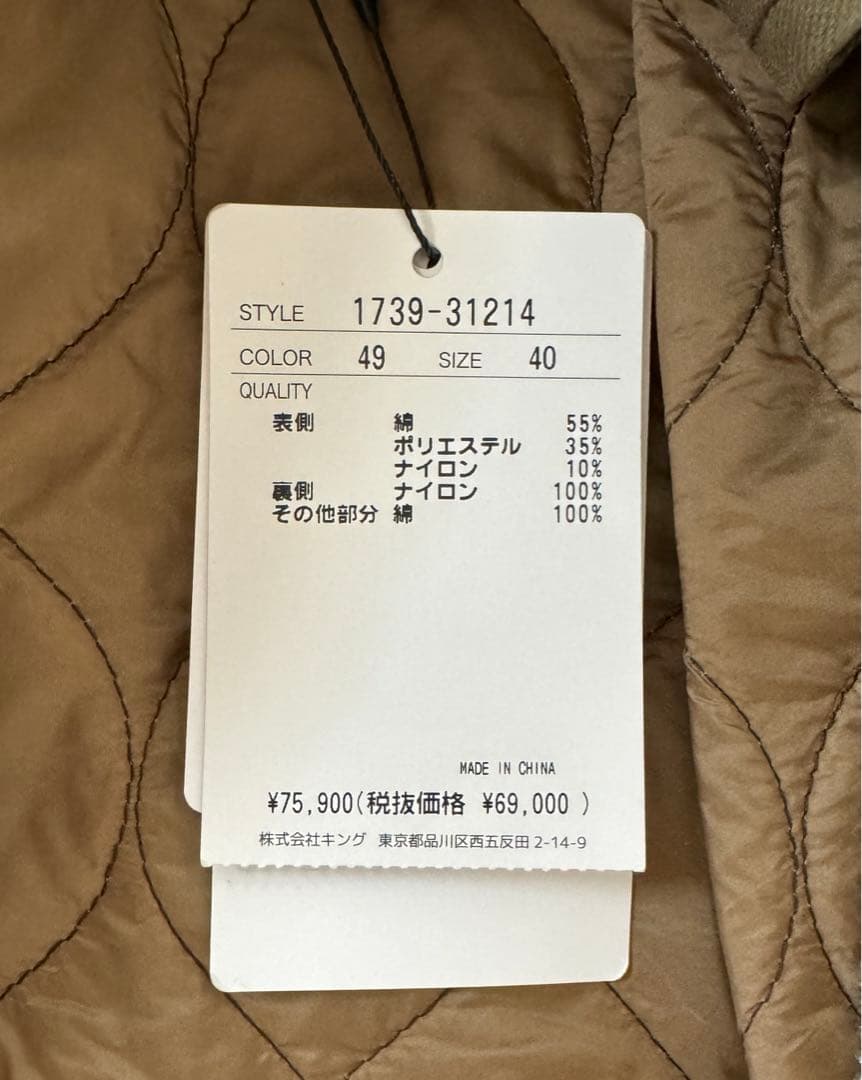 STYLE 1739-31214
COLOR 49 SIZE 40
QUALITY
表側 綿 55%
ポリエステル 35%
ナイロン 10%
裏側 ナイロン 100%
その他部分 綿 100%
MADE IN CHINA
¥75,900(税抜価格 ¥69,000 )
株式会社キング 東京都品川区西五反田 2-14-9